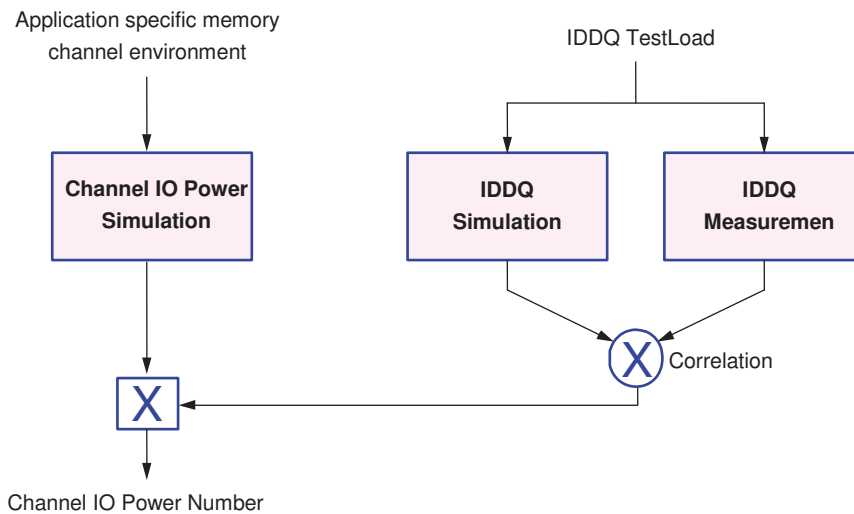 Application specific memory
channel environment
IDDQ TestLoad
Channel IO Power
Simulation
IDDQ
Simulation
IDDQ
Measuremen
X
Correlation
X
Channel IO Power Number